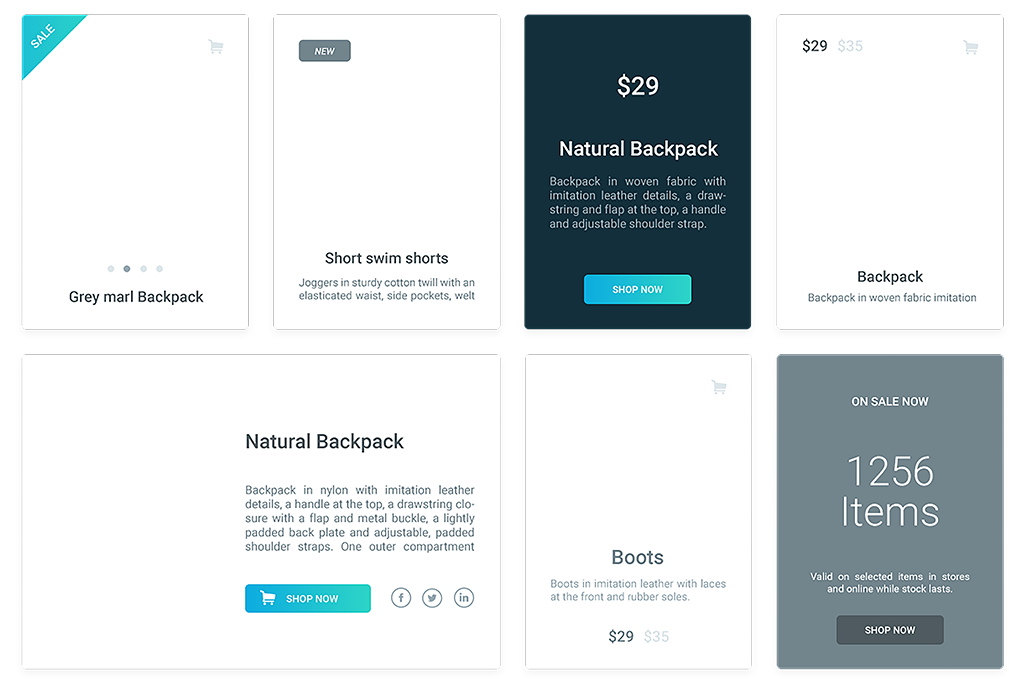 SALE
Grey marl Backpack
NEW
Short swim shorts
Joggers in sturdy cotton twill with an
elasticated waist, side pockets, welt
$29
Natural Backpack
Backpack in woven fabric with
imitation leather details, a draw-
string and flap at the top, a handle
and adjustable shoulder strap.
SHOP NOW
$29 $35
Backpack
Backpack in woven fabric imitation
Natural Backpack
Backpack in nylon with imitation leather
details, a handle at the top, a drawstring clo-
sure with a flap and metal buckle, a lightly
padded back plate and adjustable, padded
shoulder straps. One outer compartment
SHOP NOW
Boots
Boots in imitation leather with laces
at the front and rubber soles.
$29 $35
ON SALE NOW
1256
Items
Valid on selected items in stores
and online while stock lasts.
SHOP NOW